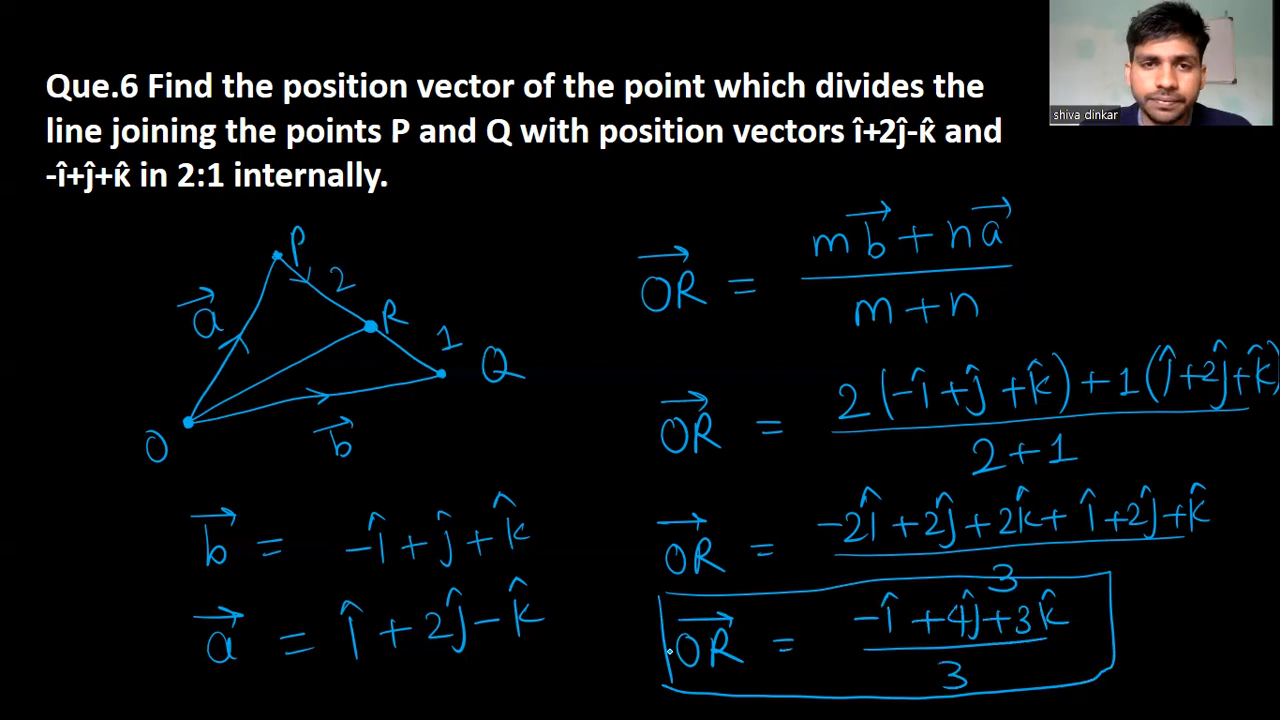 shiva dinkar
Que.6 Find the position vector of the point which divides the
line joining the points P and Q with position vectors î+2ĵ-k̂ and
-î+ĵ+k̂ in 2:1 internally.
P
2
a⃗
R
1
Q
O
b⃗
b⃗ = -î+ĵ+k̂
a⃗ = î+2ĵ-k̂
OR⃗ = mb⃗+na⃗
m+n
OR⃗ = 2(-î+ĵ+k̂)+1(î+2ĵ+k̂
2+1
OR⃗ = -2î+2ĵ+2k̂+î+2ĵ+k̂
3
OR⃗ = -î+4ĵ+3k̂
3